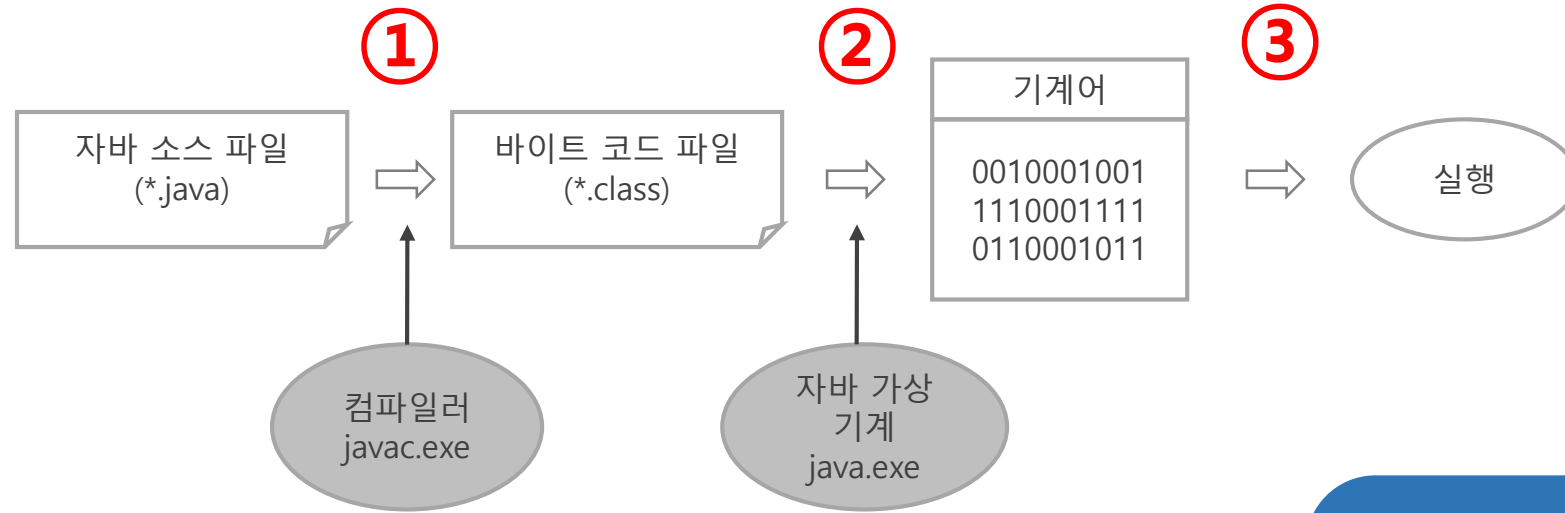 ①
②
③
자바 소스 파일
(*.java)
바이트 코드 파일
(*.class)
기계어
0010001001
1110001111
0110001011
실행
컴파일러
javac.exe
자바 가상
기계
java.exe